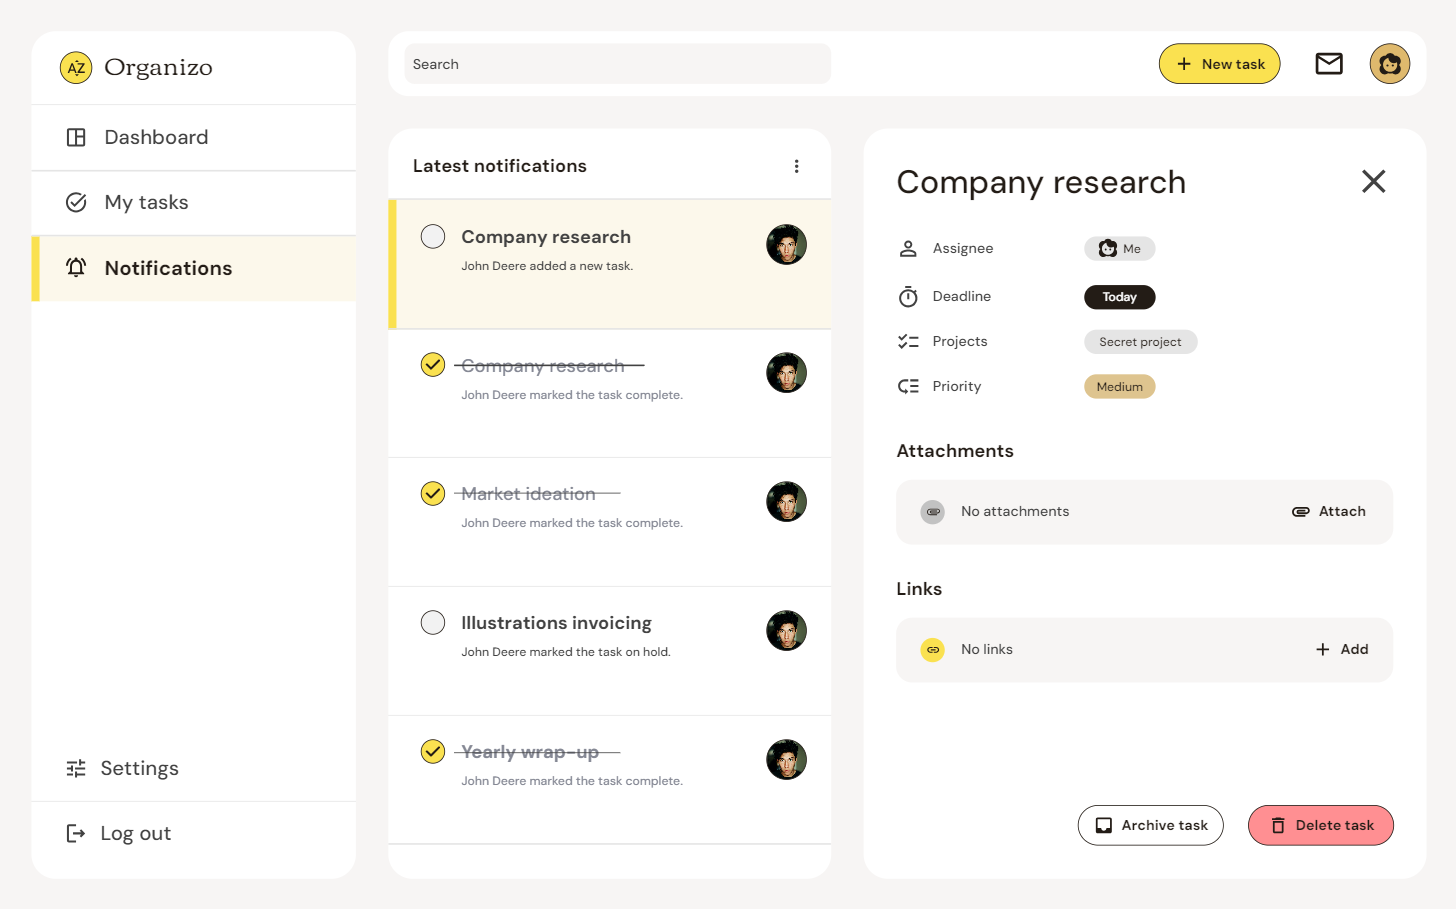 AZ
Organizo
Dashboard
My tasks
Notifications
Settings
Log out
Search
New task
Latest notifications
Company research
John Deere added a new task.
Company research
John Deere marked the task complete.
Market ideation
John Deere marked the task complete.
Illustrations invoicing
John Deere marked the task on hold.
Yearly wrap-up
John Deere marked the task complete.
Company research
Assignee
Me
Deadline
Today
Projects
Secret project
Priority
Medium
Attachments
No attachments
Attach
Links
No links
Add
Archive task
Delete task